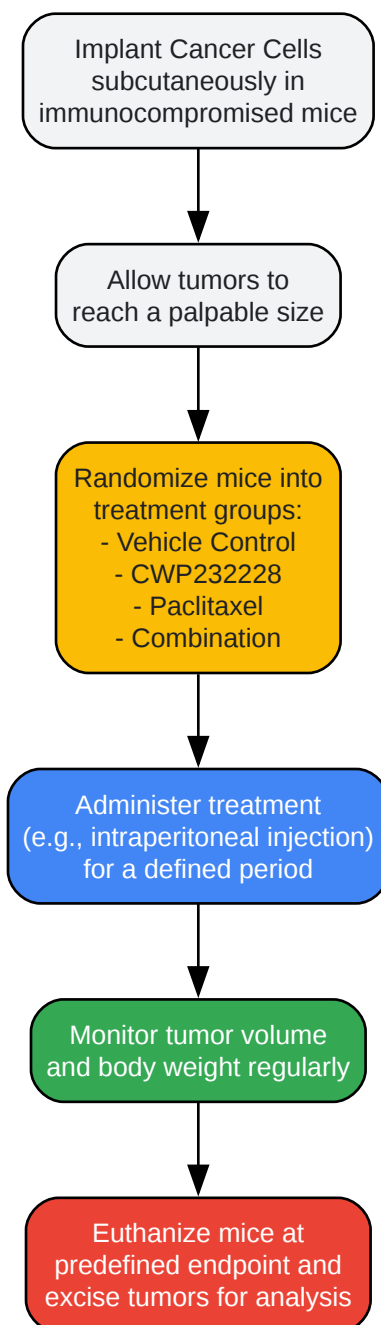 Implant Cancer Cells
subcutaneously in
immunocompromised mice
Allow tumors to
reach a palpable size
Randomize mice into
treatment groups:
- Vehicle Control
- CWP232228
- Paclitaxel
- Combination
Administer treatment
(e.g., intraperitoneal injection)
for a defined period
Monitor tumor volume
and body weight regularly
Euthanize mice at
predefined endpoint and
excise tumors for analysis